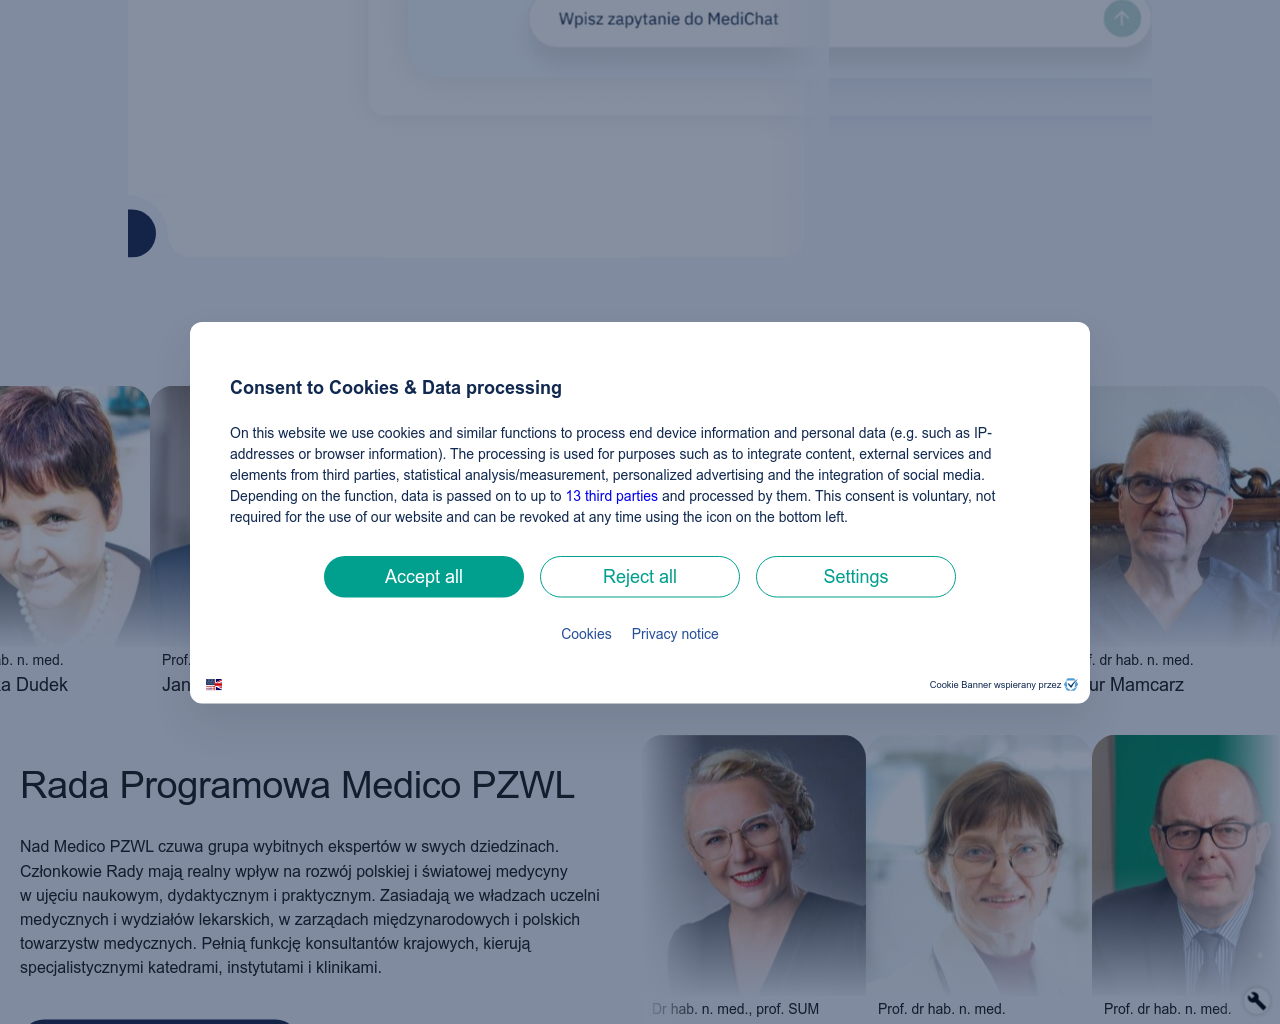 Wpisz zapytanie do MediChat
Consent to Cookies & Data processing
On this website we use cookies and similar functions to process end device information and personal data (e.g. such as IP-
addresses or browser information). The processing is used for purposes such as to integrate content, external services and
elements from third parties, statistical analysis/measurement, personalized advertising and the integration of social media.
Depending on the function, data is passed on to up to 13 third parties and processed by them. This consent is voluntary, not
required for the use of our website and can be revoked at any time using the icon on the bottom left.
Accept all
Reject all
Settings
Cookies
Privacy notice
Cookie Banner wspierany przez
n. med.
Dudek
Prof.
dr hab. n. med.
Mamcarz
Rada Programowa Medico PZWL
Nad Medico PZWL czuwa grupa wybitnych ekspertów w swych dziedzinach.
Członkowie Rady mają realny wpływ na rozwój polskiej i światowej medycyny
w ujęciu naukowym, dydaktycznym i praktycznym. Zasiadają we władzach uczelni
medycznych i wydziałów lekarskich, w zarządach międzynarodowych i polskich
towarzystw medycznych. Pełnią funkcję konsultantów krajowych, kierują
specjalistycznymi katedrami, instytutami i klinikami.
Dr hab. n. med., prof. SUM
Prof. dr hab. n. med.
Prof. dr hab. n. med.